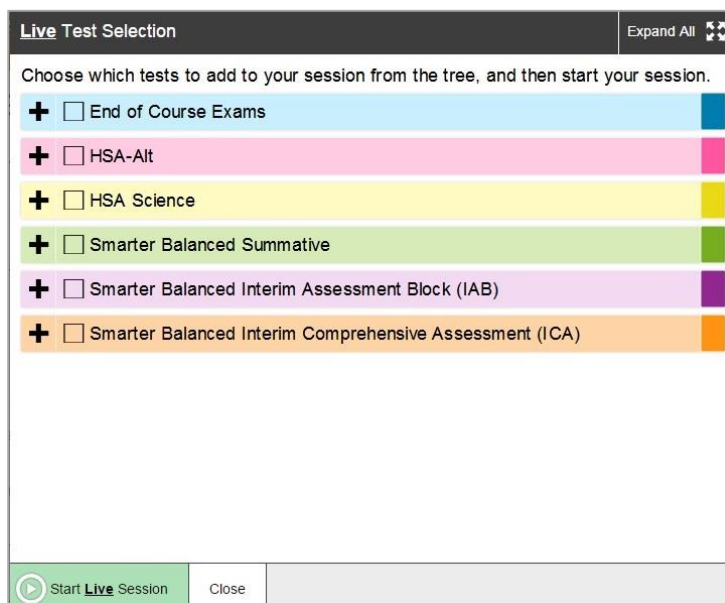 Live Test Selection
Expand All
Choose which tests to add to your session from the tree, and then start your session.
End of Course Exams
HSA-Alt
HSA Science
Smarter Balanced Summative
Smarter Balanced Interim Assessment Block (IAB)
Smarter Balanced Interim Comprehensive Assessment (ICA)
Start Live Session
Close